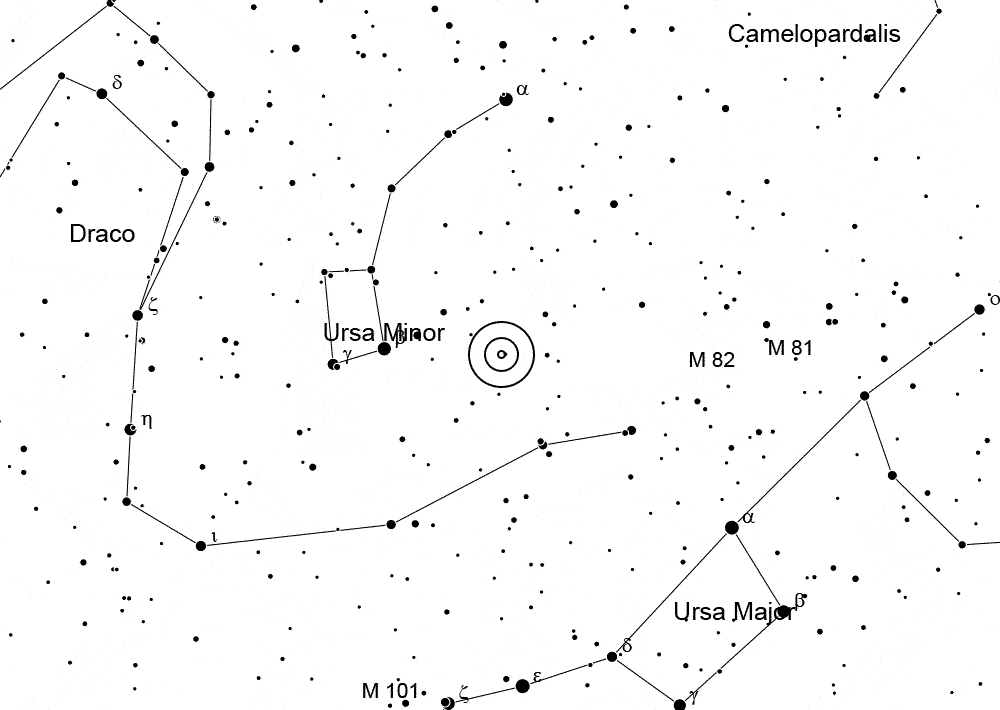 Camelopardalis
δ
α
Draco
ο
ζ
Ursa Minor
β
γ
M 81
M 82
η
α
ι
β
Ursa Major
δ
ε
M 101
ζ
γ